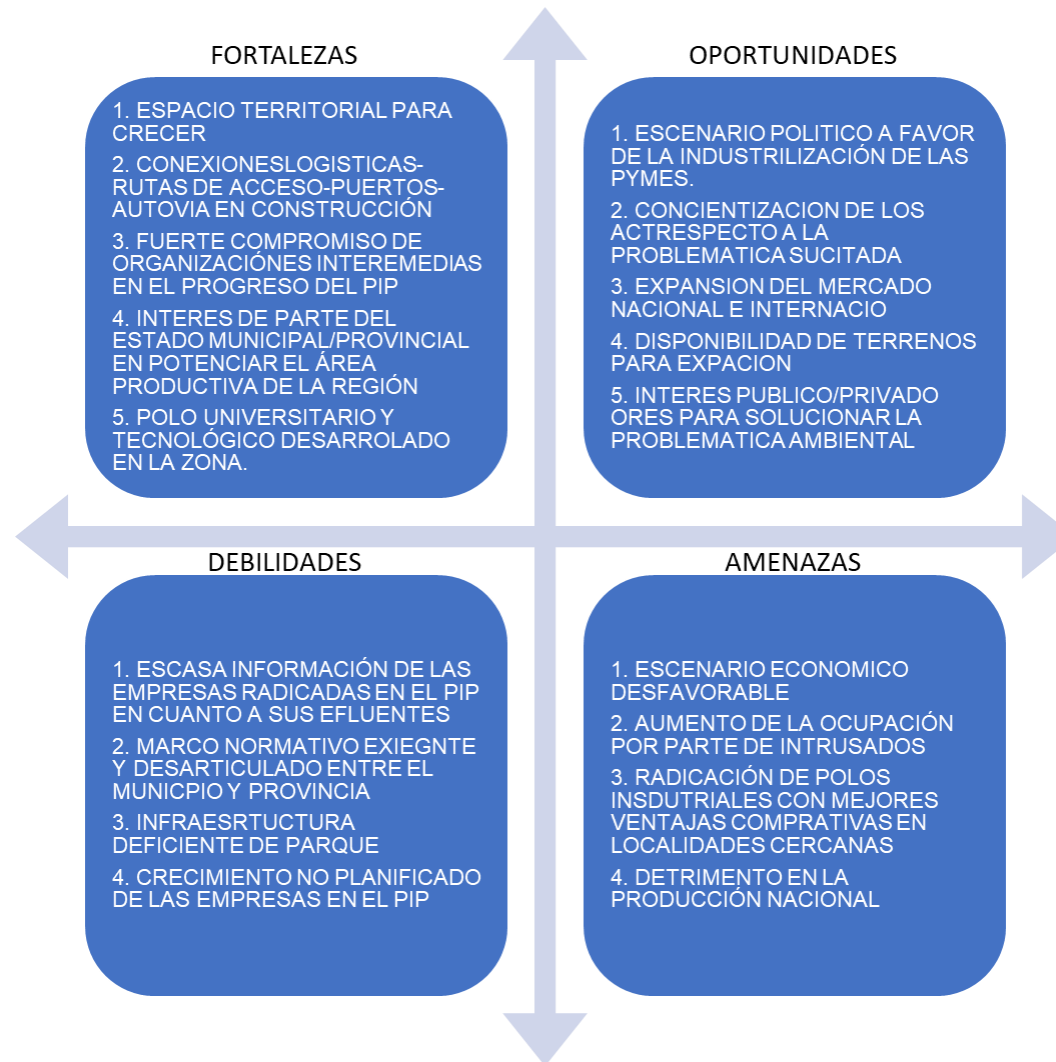 FORTALEZAS
1. ESPACIO TERRITORIAL PARA
CRECER
2. CONEXIONESLOGISTICAS-
RUTAS DE ACCESO-PUERTOS-
AUTOVIA EN CONSTRUCCIÓN
3. FUERTE COMPROMISO DE
ORGANIZACIÓNES INTEREMEDIAS
EN EL PROGRESO DEL PIP
4. INTERES DE PARTE DEL
ESTADO MUNICIPAL/PROVINCIAL
EN POTENCIAR EL ÁREA
PRODUCTIVA DE LA REGIÓN
5. POLO UNIVERSITARIO Y
TECNOLÓGICO DESARROLADO
EN LA ZONA.
OPORTUNIDADES
1. ESCENARIO POLITICO A FAVOR
DE LA INDUSTRILIZACIÓN DE LAS
PYMES.
2. CONCIENTIZACION DE LOS
ACTRESPECTO A LA
PROBLEMATICA SUCITADA
3. EXPANSION DEL MERCADO
NACIONAL E INTERNACIO
4. DISPONIBILIDAD DE TERRENOS
PARA EXPACION
5. INTERES PUBLICO/PRIVADO
ORES PARA SOLUCIONAR LA
PROBLEMATICA AMBIENTAL
DEBILIDADES
1. ESCASA INFORMACIÓN DE LAS
EMPRESAS RADICADAS EN EL PIP
EN CUANTO A SUS EFLUENTES
2. MARCO NORMATIVO EXIEGNTE
Y DESARTICULADO ENTRE EL
MUNICPIO Y PROVINCIA
3. INFRAESRTUCTURA
DEFICIENTE DE PARQUE
4. CRECIMIENTO NO PLANIFICADO
DE LAS EMPRESAS EN EL PIP
AMENAZAS
1. ESCENARIO ECONOMICO
DESFAVORABLE
2. AUMENTO DE LA OCUPACIÓN
POR PARTE DE INTRUSADOS
3. RADICACIÓN DE POLOS
INSDUTRIALES CON MEJORES
VENTAJAS COMPRATIVAS EN
LOCALIDADES CERCANAS
4. DETRIMENTO EN LA
PRODUCCIÓN NACIONAL